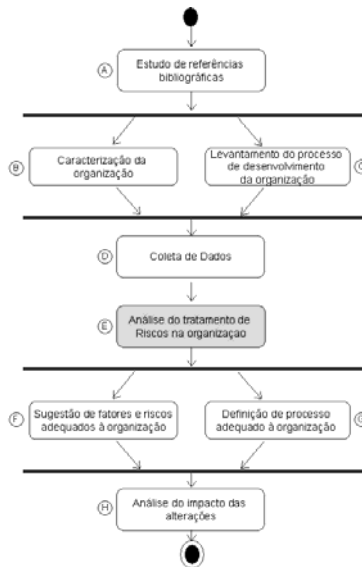 A
Estudo de referências
bibliográficas
B
Caracterização da
organização
Levantamento do processo
de desenvolvimento
da organização
C
D
Coleta de Dados
E
Análise do tratamento de
Riscos na organizaçao
F
Sugestão de fatores e riscos
adequados à organização
Definição de processo
adequado à organização
G
H
Análise do impacto das
alterações